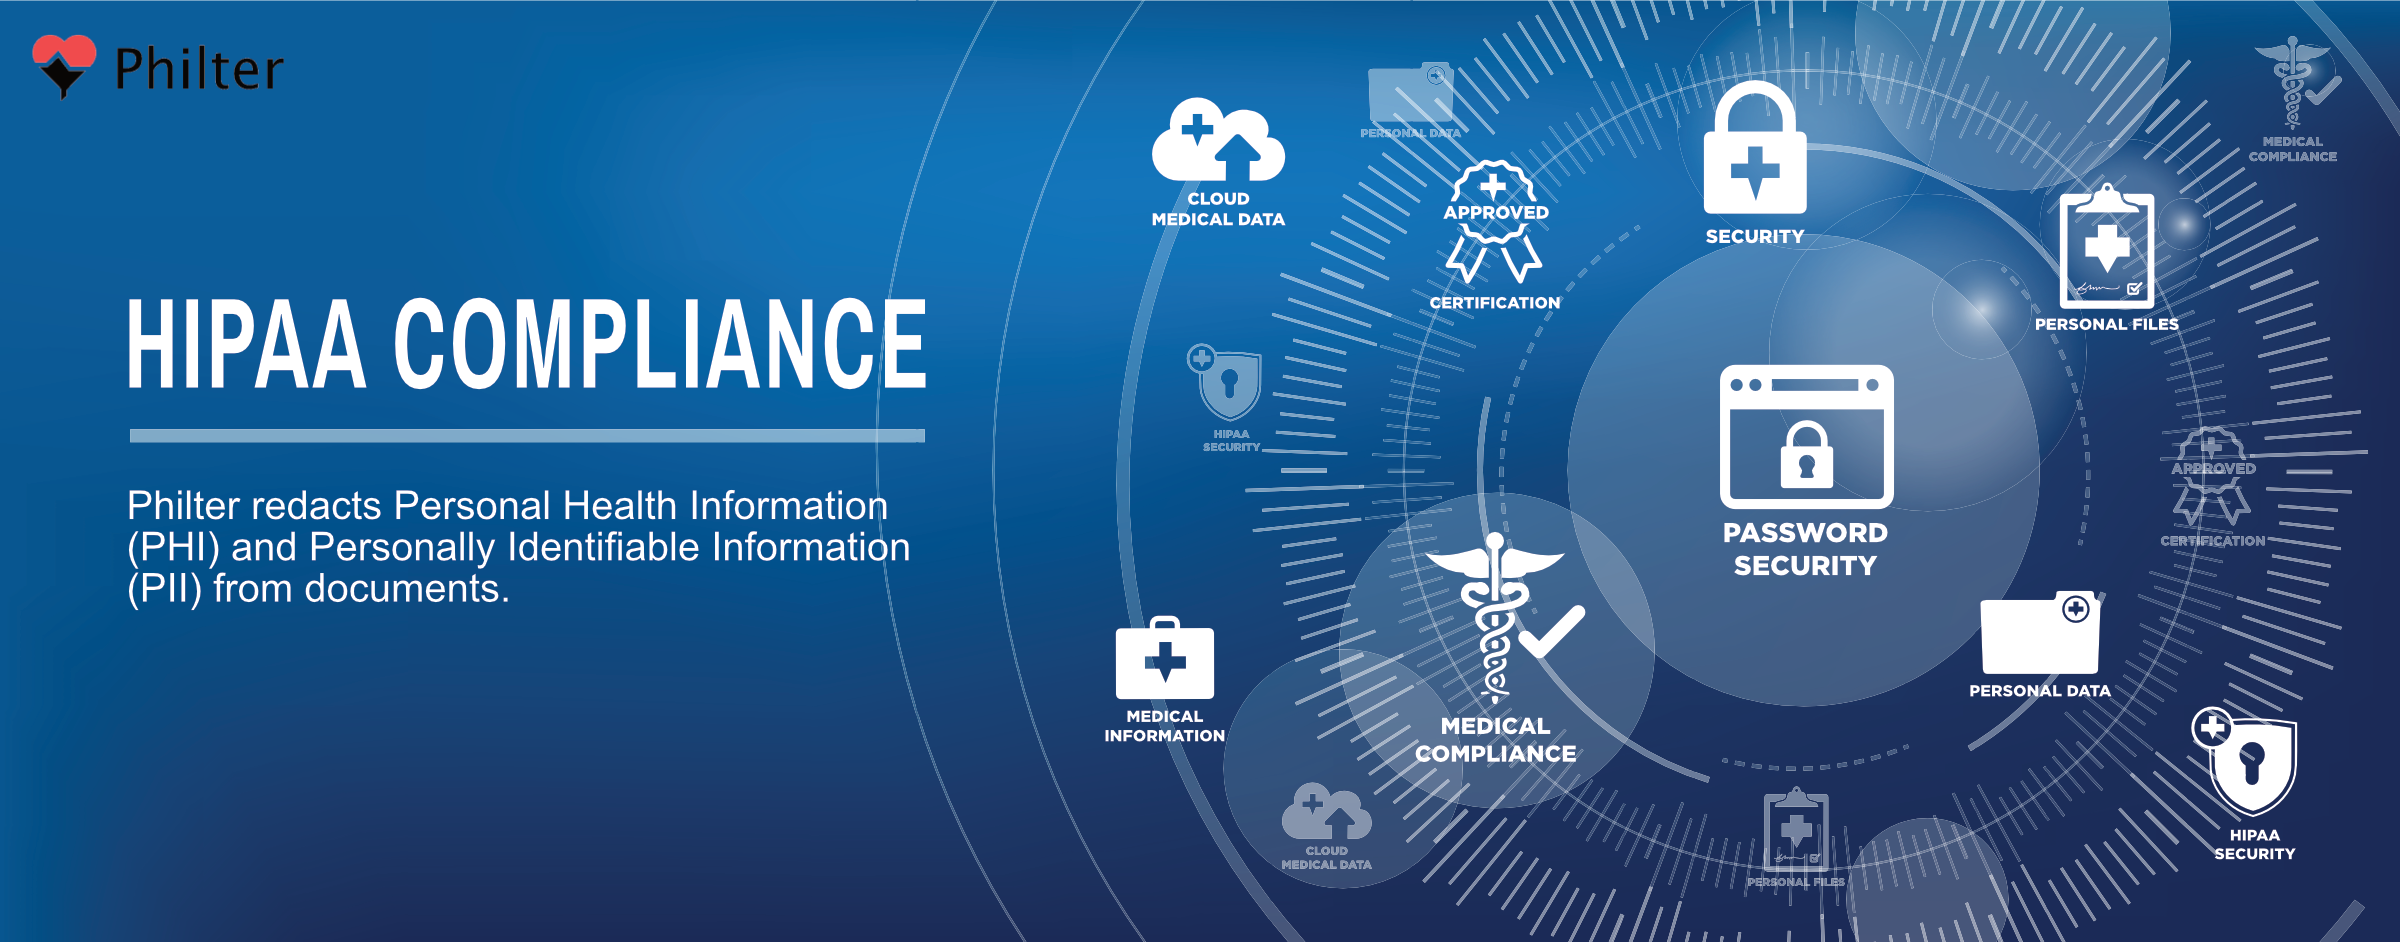 Philter
HIPAA COMPLIANCE
Philter redacts Personal Health Information
(PHI) and Personally Identifiable Information
(PII) from documents.
CLOUD
MEDICAL DATA
PERSONAL DATA
APPROVED
CERTIFICATION
SECURITY
PERSONAL FILES
MEDICAL
COMPLIANCE
HIPAA
SECURITY
PASSWORD
SECURITY
APPROVED
CERTIFICATION
MEDICAL
INFORMATION
MEDICAL
COMPLIANCE
PERSONAL DATA
HIPAA
SECURITY
CLOUD
MEDICAL DATA
PERSONAL FILES